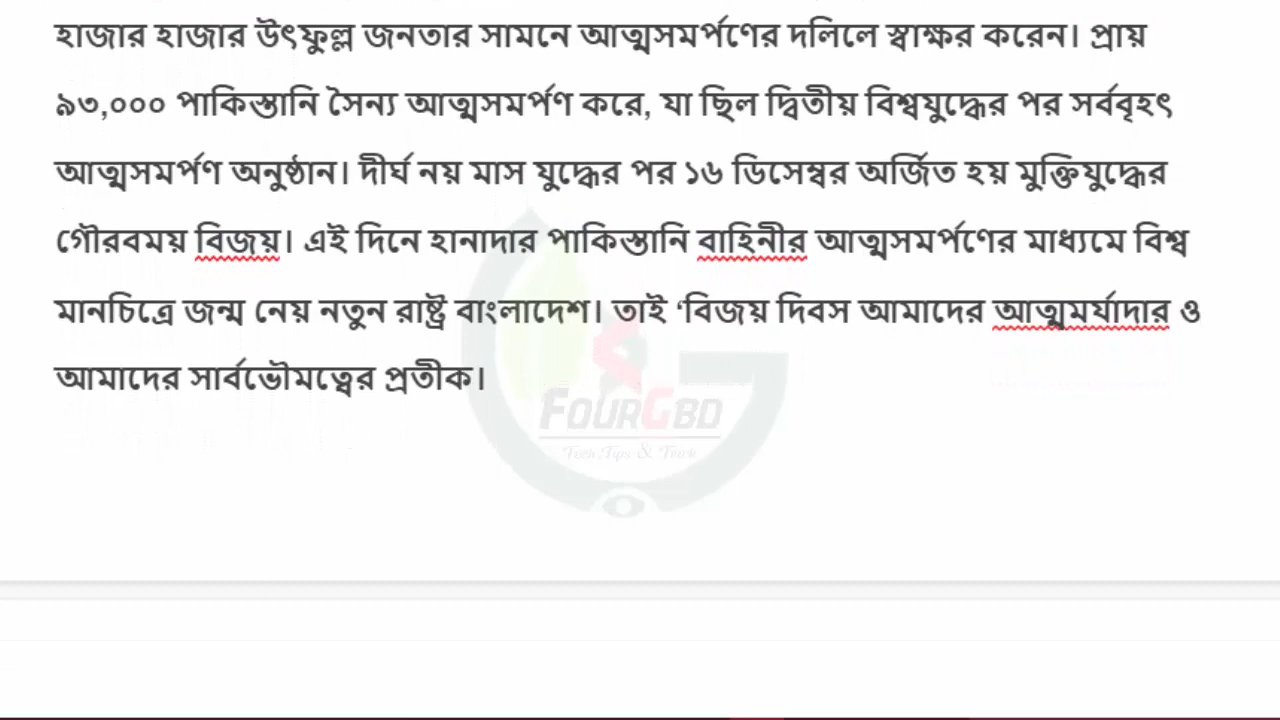 হাজার হাজার উৎফুল্ল জনতার সামনে আত্মসমর্পণের দলিলে স্বাক্ষর করেন। প্রায়
৯৩,০০০ পাকিস্তানি সৈন্য আত্মসমর্পণ করে, যা ছিল দ্বিতীয় বিশ্বযুদ্ধের পর সর্ববৃহৎ
আত্মসমর্পণ অনুষ্ঠান। দীর্ঘ নয় মাস যুদ্ধের পর ১৬ ডিসেম্বর অর্জিত হয় মুক্তিযুদ্ধের
গৌরবময় বিজয়। এই দিনে হানাদার পাকিস্তানি বাহিনীর আত্মসমর্পণের মাধ্যমে বিশ্ব
মানচিত্রে জন্ম নেয় নতুন রাষ্ট্র বাংলাদেশ। তাই ‘বিজয় দিবস আমাদের আত্মমর্যাদার ও
আমাদের সার্বভৌমত্বের প্রতীক।
FOURGBD
Tech Tips & Trick